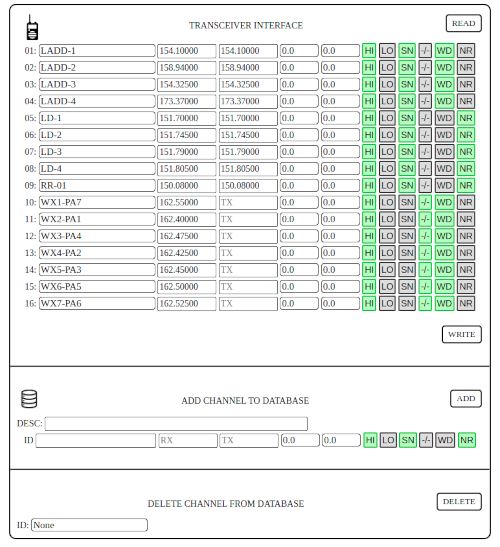 TRANSCEIVER INTERFACE READ
01: LADD-1 154.10000 154.10000 0.0 0.0 HI LO SN -/- WD NR
02: LADD-2 158.94000 158.94000 0.0 0.0 HI LO SN -/- WD NR
03: LADD-3 154.32500 154.32500 0.0 0.0 HI LO SN -/- WD NR
04: LADD-4 173.37000 173.37000 0.0 0.0 HI LO SN -/- WD NR
05: LD-1 151.70000 151.70000 0.0 0.0 HI LO SN -/- WD NR
06: LD-2 151.74500 151.74500 0.0 0.0 HI LO SN -/- WD NR
07: LD-3 151.79000 151.79000 0.0 0.0 HI LO SN -/- WD NR
08: LD-4 151.80500 151.80500 0.0 0.0 HI LO SN -/- WD NR
09: RR-01 150.08000 150.08000 0.0 0.0 HI LO SN -/- WD NR
10: WX1-PA7 162.55000 TX 0.0 0.0 HI LO SN -/- WD NR
11: WX2-PA1 162.40000 TX 0.0 0.0 HI LO SN -/- WD NR
12: WX3-PA4 162.47500 TX 0.0 0.0 HI LO SN -/- WD NR
13: WX4-PA2 162.42500 TX 0.0 0.0 HI LO SN -/- WD NR
14: WX5-PA3 162.45000 TX 0.0 0.0 HI LO SN -/- WD NR
15: WX6-PA5 162.50000 TX 0.0 0.0 HI LO SN -/- WD NR
16: WX7-PA6 162.52500 TX 0.0 0.0 HI LO SN -/- WD NR
WRITE
ADD CHANNEL TO DATABASE ADD
DESC:
ID RX TX 0.0 0.0 HI LO SN -/- WD NR
DELETE CHANNEL FROM DATABASE DELETE
ID: None